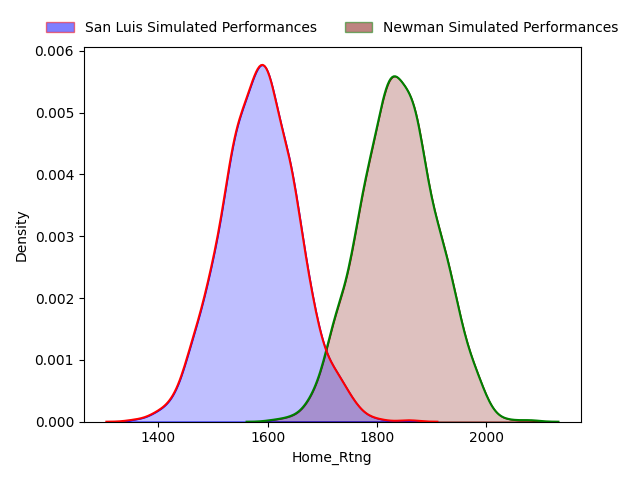 San Luis Simulated Performances
Newman Simulated Performances
0.006
0.005
0.004
0.003
0.002
0.001
0.000
Density
1400
1600
1800
2000
Home_Rtng